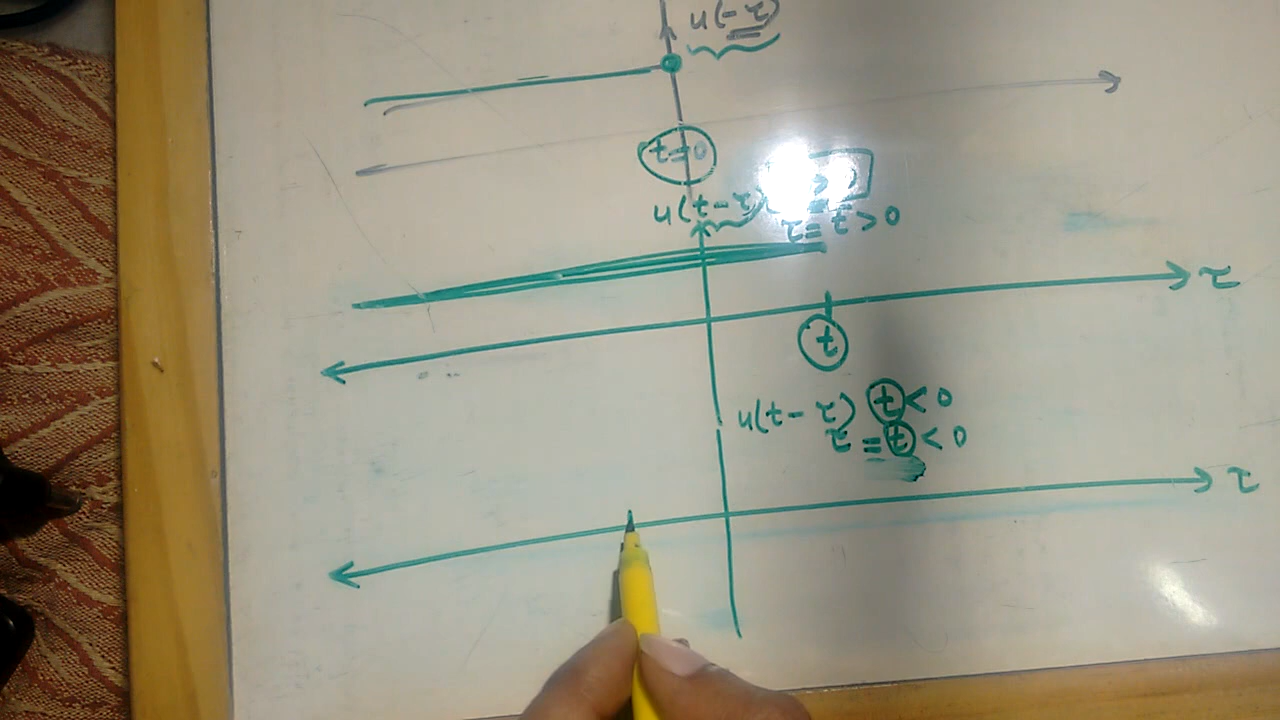 u(-τ)
t=0
u(t-τ)
τ = t > 0
τ
t
u(t-τ) t < 0
τ = t < 0
τ